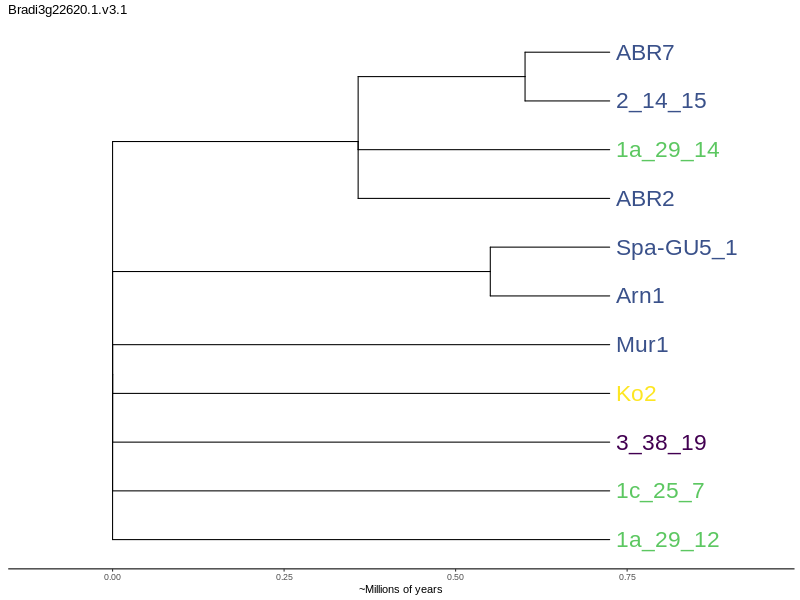 Bradi3g22620.1.v3.1
ABR7
2_14_15
1a_29_14
ABR2
Spa-GU5_1
Arn1
Mur1
Ko2
3_38_19
1c_25_7
1a_29_12
0.00 0.25 0.50 0.75
~Millions of years